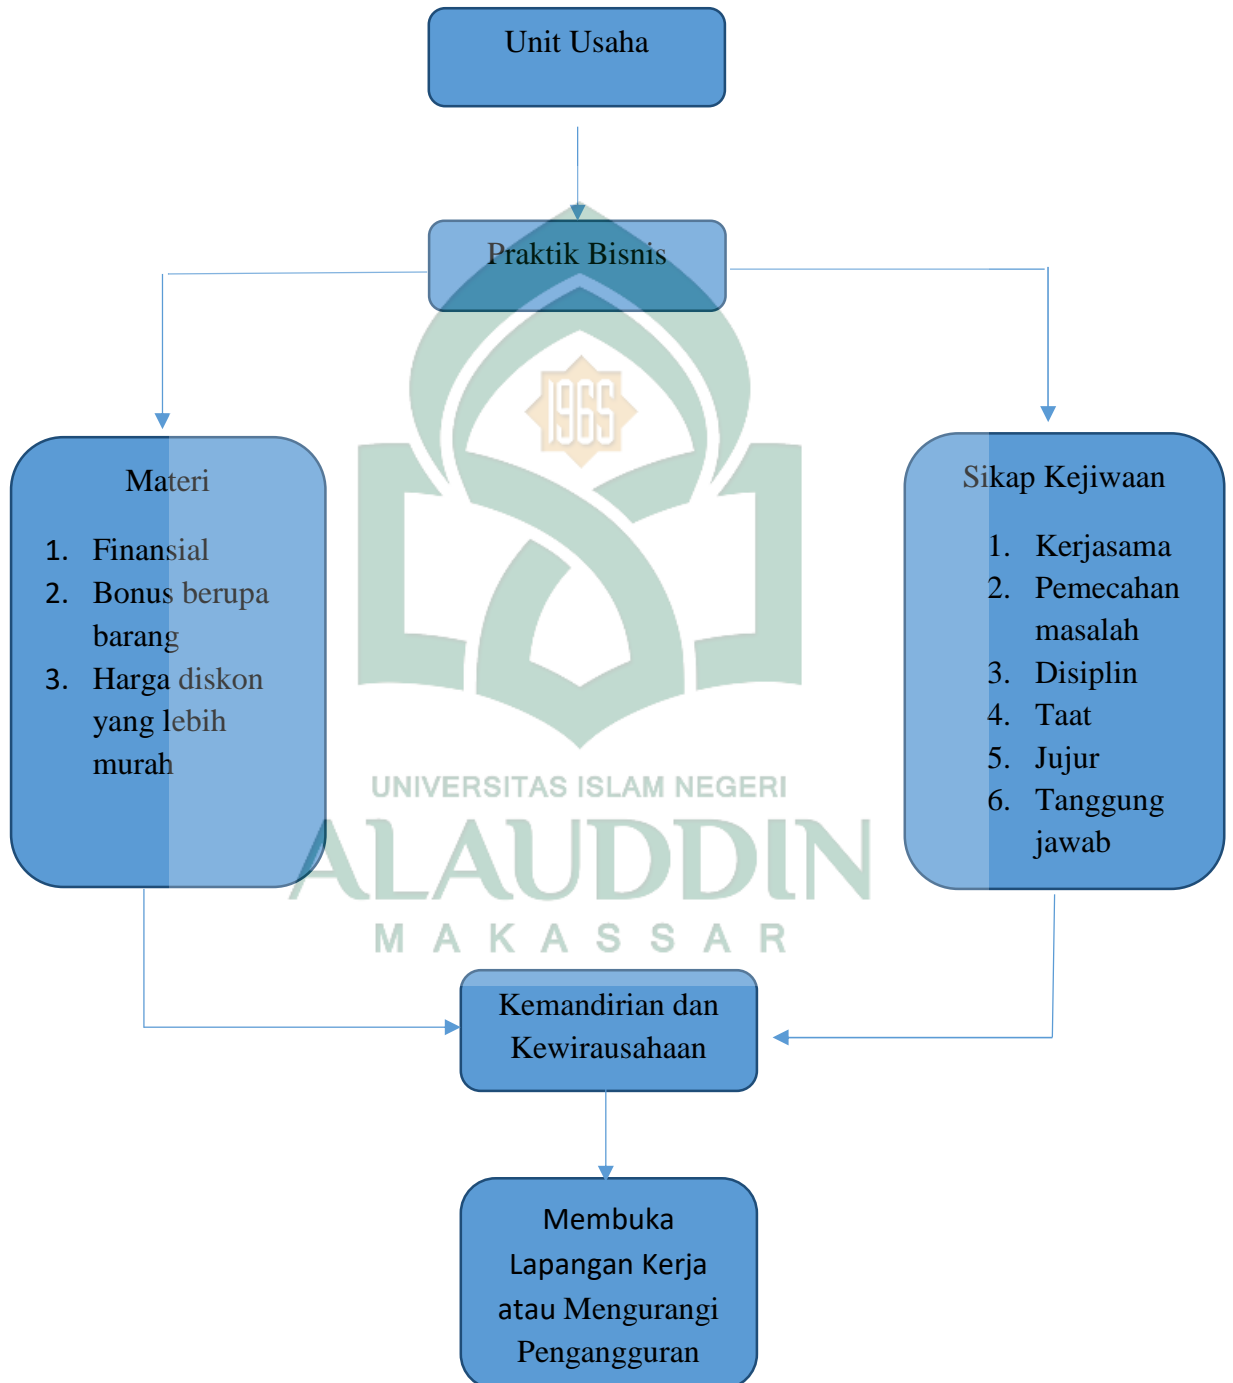 Unit Usaha
Praktik Bisnis
1965
Materi
1. Finansial
2. Bonus berupa
barang
3. Harga diskon
yang lebih
murah
Sikap Kejiwaan
1. Kerjasama
2. Pemecahan
masalah
3. Disiplin
4. Taat
5. Jujur
6. Tanggung
jawab
UNIVERSITAS ISLAM NEGERI
ALAUDDIN
MAKASSAR
Kemandirian dan
Kewirausahaan
Membuka
Lapangan Kerja
atau Mengurangi
Pengangguran